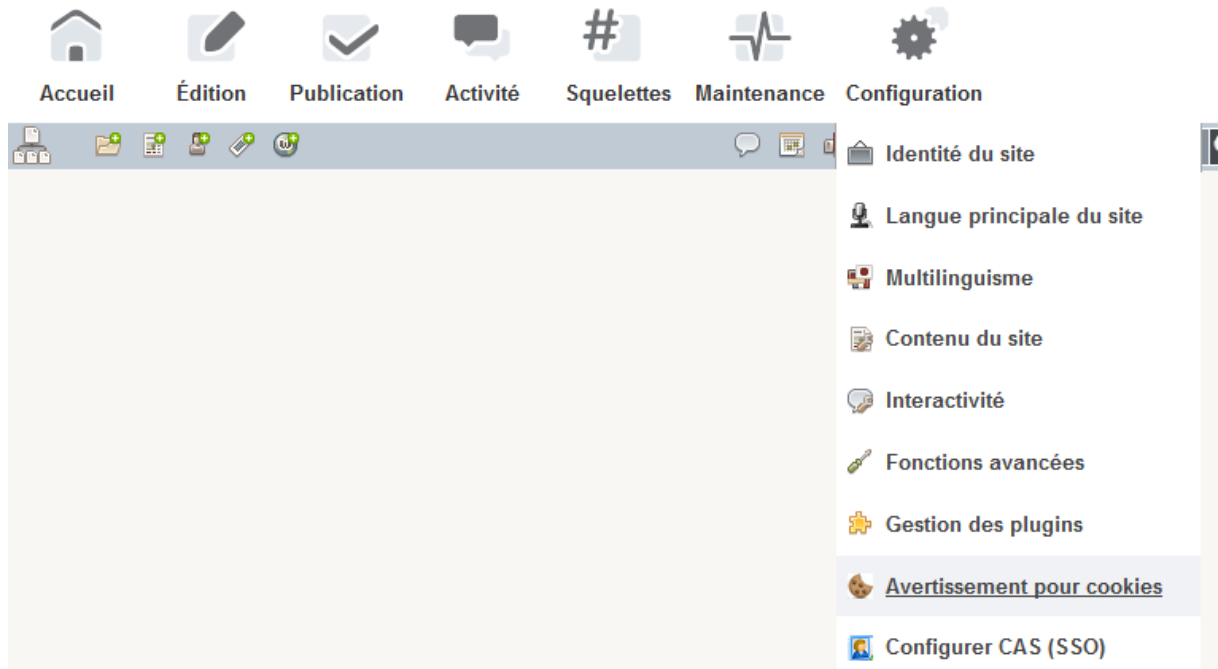 Accueil Édition Publication Activité Squelettes Maintenance Configuration
Identité du site
Langue principale du site
Multilinguisme
Contenu du site
Interactivité
Fonctions avancées
Gestion des plugins
Avertissement pour cookies
Configurer CAS (SSO)